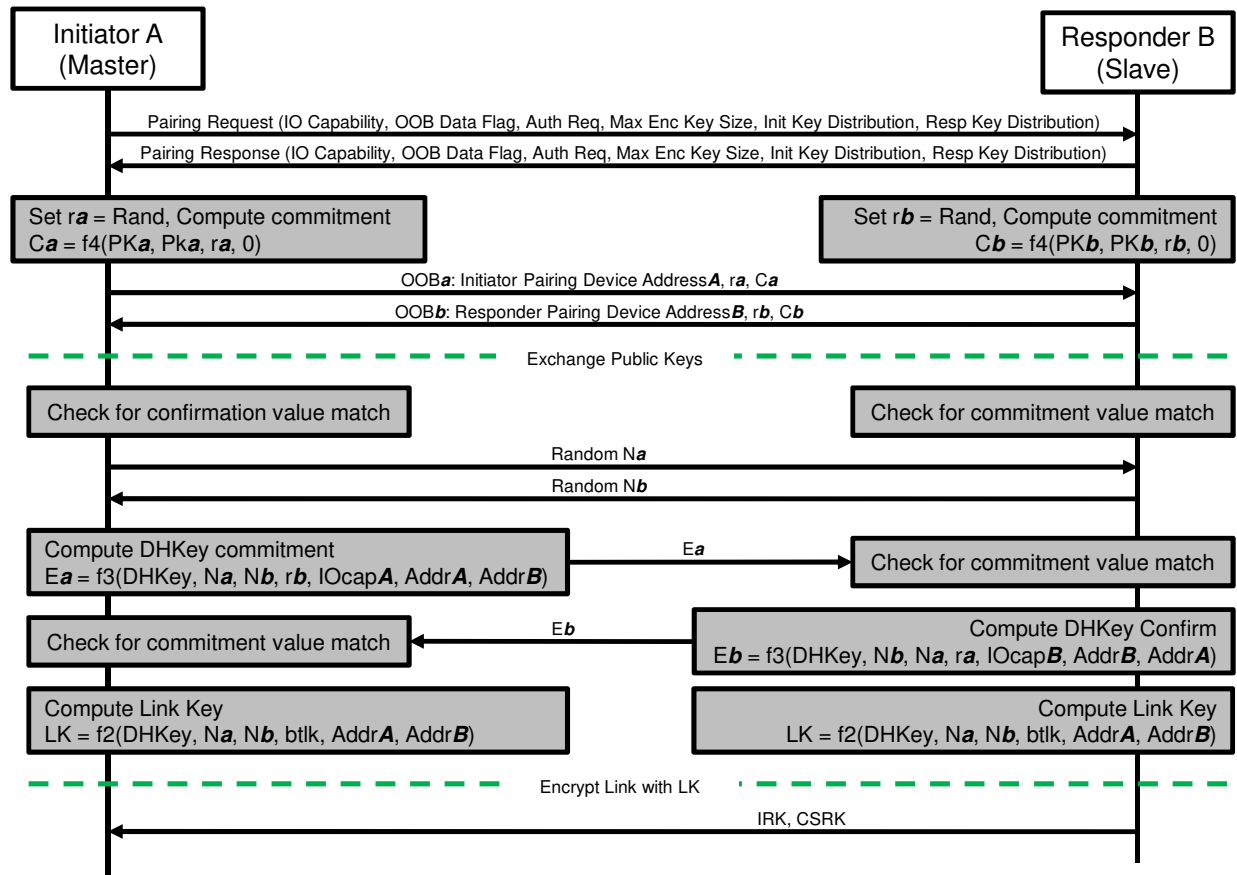 Initiator A
(Master)
Responder B
(Slave)
Pairing Request (IO Capability, OOB Data Flag, Auth Req, Max Enc Key Size, Init Key Distribution, Resp Key Distribution)
Pairing Response (IO Capability, OOB Data Flag, Auth Req, Max Enc Key Size, Init Key Distribution, Resp Key Distribution)
Set ra = Rand, Compute commitment
Ca = f4(PKa, Pka, ra, 0)
Set rb = Rand, Compute commitment
Cb = f4(PKb, PKb, rb, 0)
OOBa: Initiator Pairing Device AddressA, ra, Ca
OOBb: Responder Pairing Device AddressB, rb, Cb
Exchange Public Keys
Check for confirmation value match
Check for commitment value match
Random Na
Random Nb
Compute DHKey commitment
Ea = f3(DHKey, Na, Nb, rb, IOcapA, AddrA, AddrB)
Ea
Check for commitment value match
Check for commitment value match
Eb
Compute DHKey Confirm
Eb = f3(DHKey, Nb, Na, ra, IOcapB, AddrB, AddrA)
Compute Link Key
LK = f2(DHKey, Na, Nb, btlk, AddrA, AddrB)
Compute Link Key
LK = f2(DHKey, Na, Nb, btlk, AddrA, AddrB)
Encrypt Link with LK
IRK, CSRK